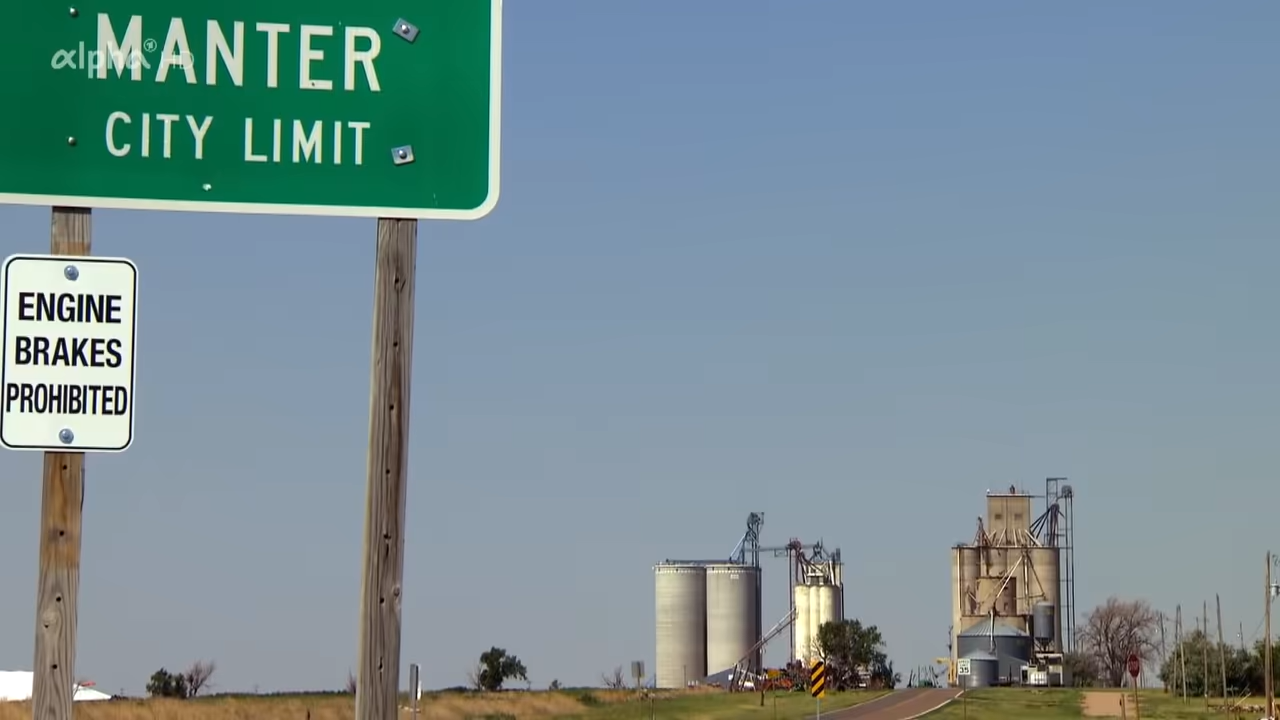 MANTER
alpha HD
CITY LIMIT
ENGINE
BRAKES
PROHIBITED
35